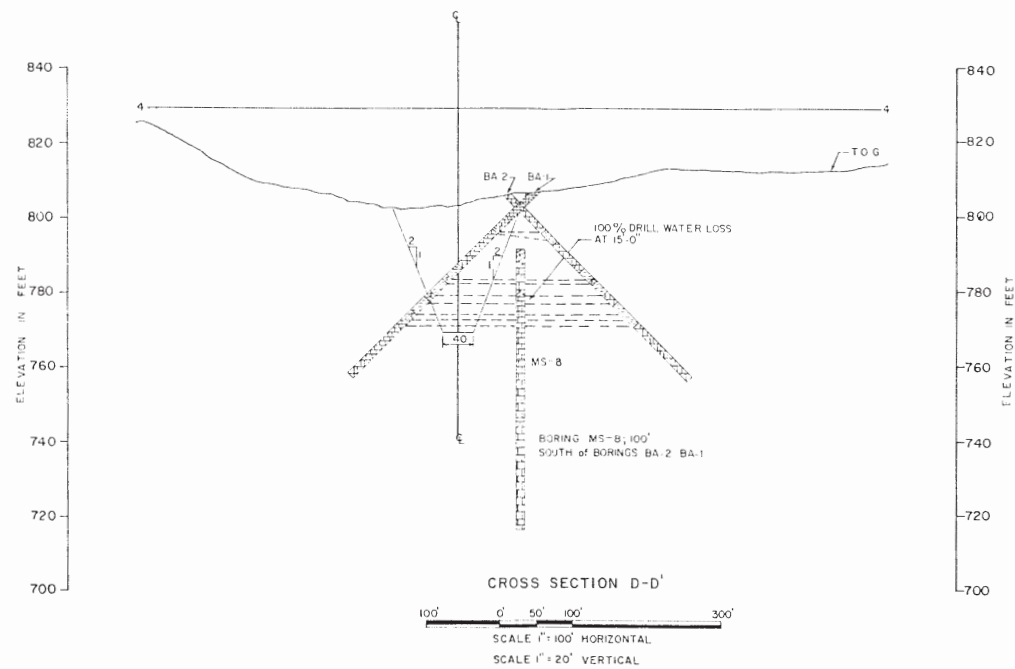 ℄
840
840
4
4
820
820
T O G
BA-2
BA-1
800
800
100% DRILL WATER LOSS
AT 15'-0"
2
1
2
1
ELEVATION IN FEET
ELEVATION IN FEET
780
780
40
760
760
MS-8
740
740
℄
BORING MS-8; 100'
SOUTH of BORINGS BA-2 BA-1
720
720
700
700
CROSS SECTION D-D'
100' 0' 50' 100' 300'
SCALE 1"=100' HORIZONTAL
SCALE 1"=20' VERTICAL